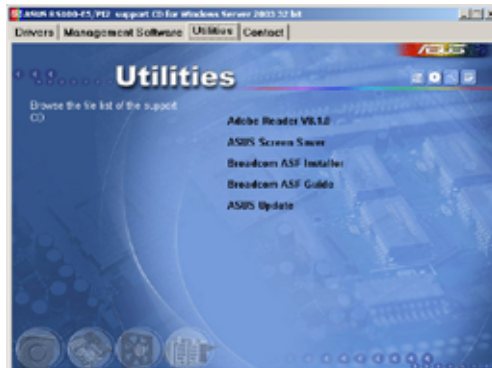 ASUS RS100-E5/PI2 support CD for Windows Server 2003 32 bit
Drivers Management Software Utilities Contact
Utilities
Browse the file list of the support
CD
Adobe Reader V8.1.0
ASUS Screen Saver
Broadcom ASF Installer
Broadcom ASF Guide
ASUS Update